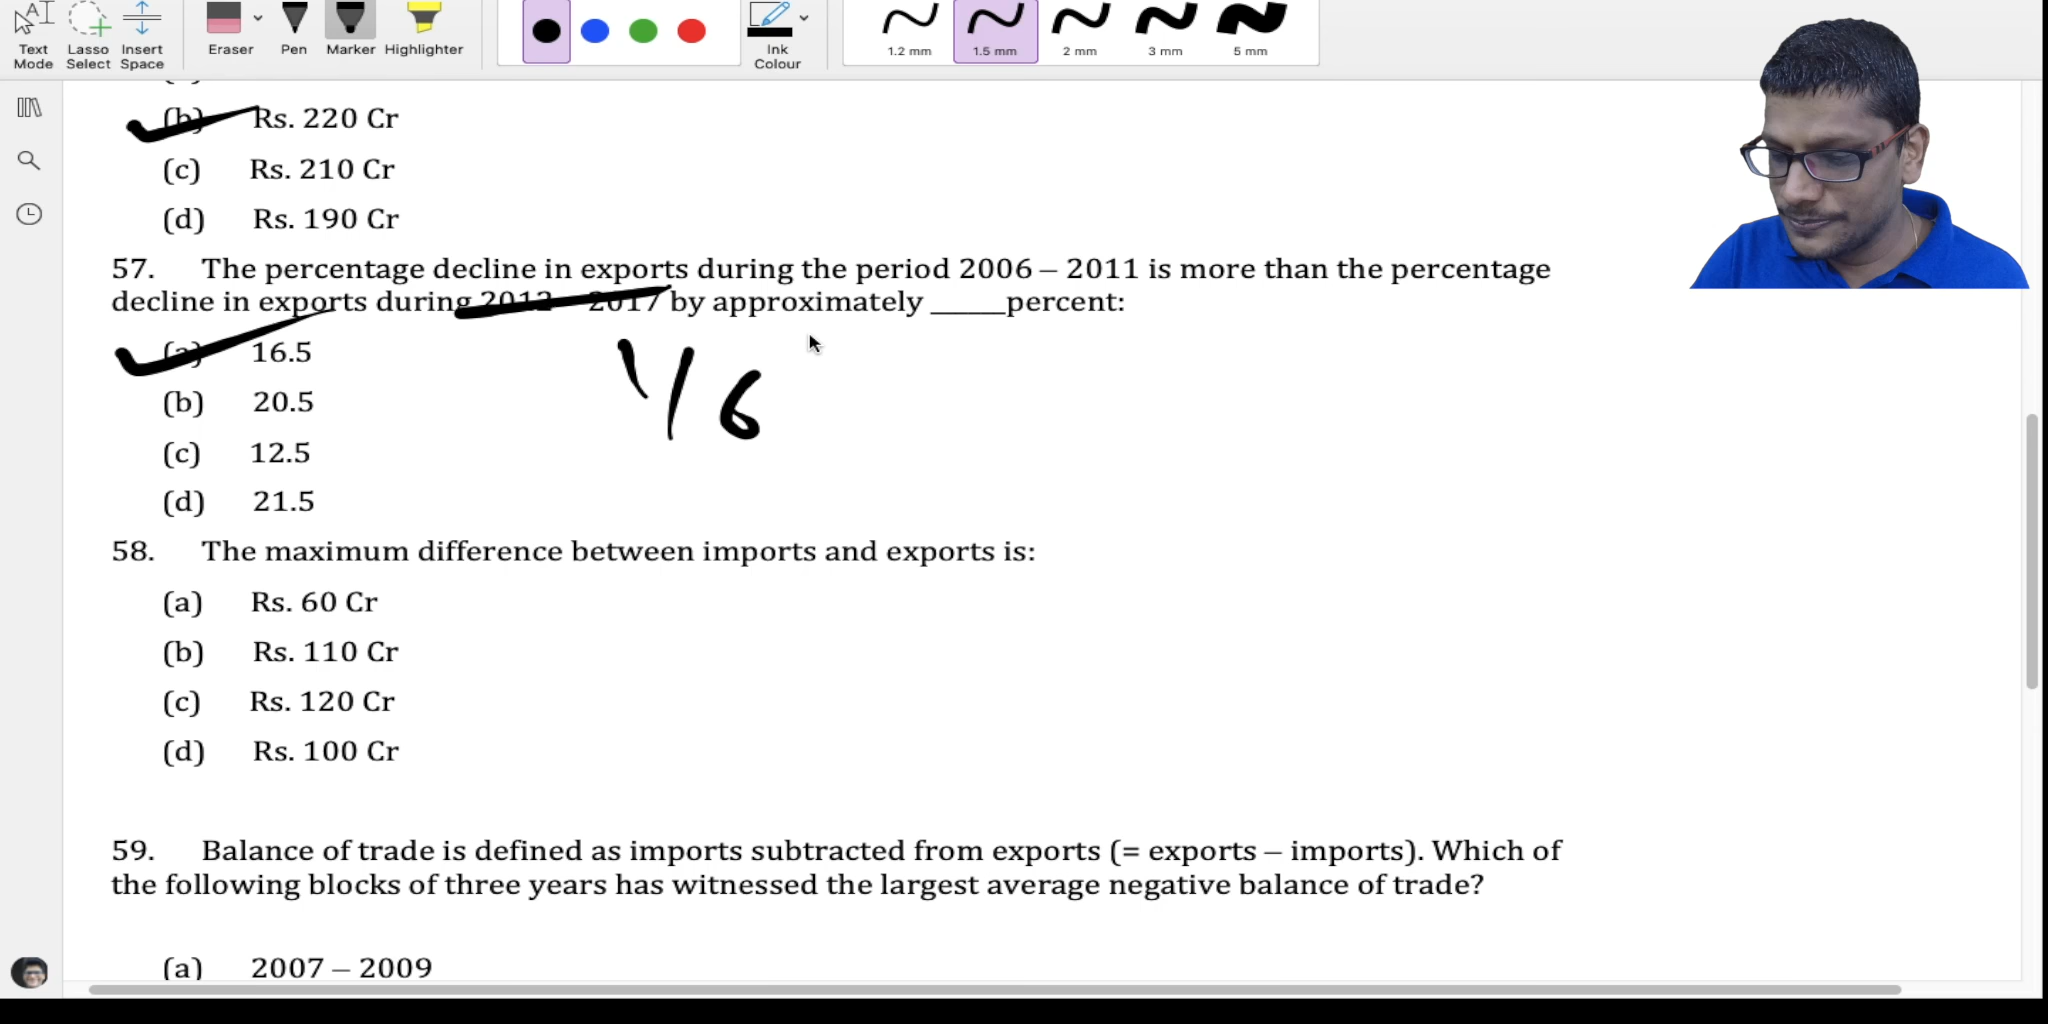 Text Mode
Lasso Select
Insert Space
Eraser
Pen
Marker
Highlighter
Ink Colour
1.2 mm
1.5 mm
2 mm
3 mm
5 mm
(b) Rs. 220 Cr
(c) Rs. 210 Cr
(d) Rs. 190 Cr
57. The percentage decline in exports during the period 2006 – 2011 is more than the percentage
decline in exports during 2012 – 2017 by approximately ______percent:
(a) 16.5
1/6
(b) 20.5
(c) 12.5
(d) 21.5
58. The maximum difference between imports and exports is:
(a) Rs. 60 Cr
(b) Rs. 110 Cr
(c) Rs. 120 Cr
(d) Rs. 100 Cr
59. Balance of trade is defined as imports subtracted from exports (= exports – imports). Which of
the following blocks of three years has witnessed the largest average negative balance of trade?
(a) 2007 – 2009